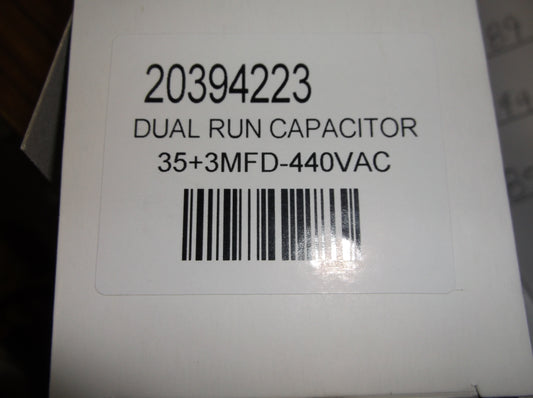 20394223
DUAL RUN CAPACITOR
35+3MFD-440VAC